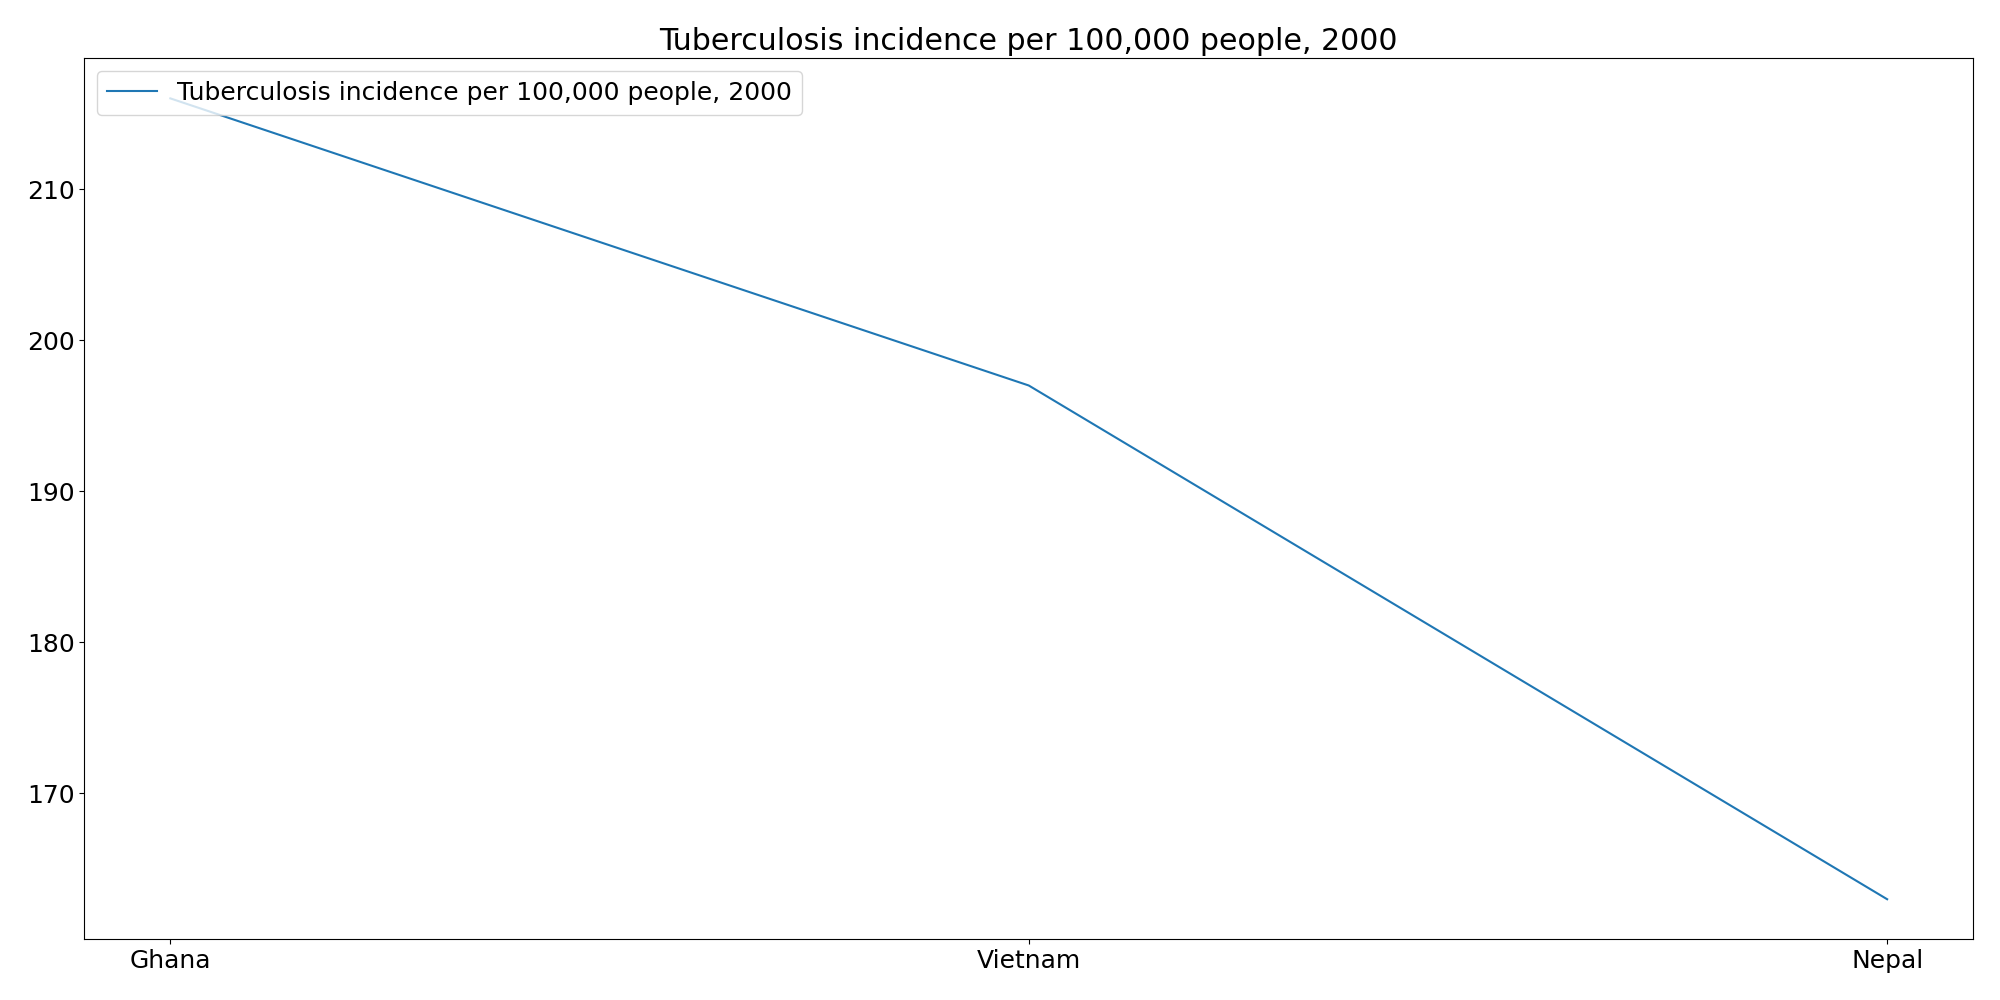 Tuberculosis incidence per 100,000 people, 2000
Tuberculosis incidence per 100,000 people, 2000
210
200
190
180
170
Ghana Vietnam Nepal